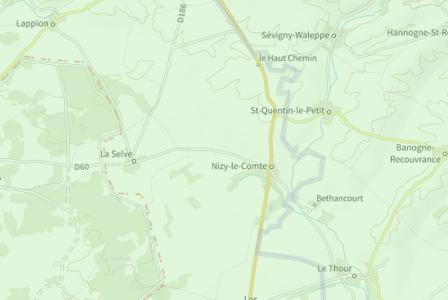 D186
Lappion
Sévigny-Waleppe
Hannogne-St-R
le Haut Chemin
St-Quentin-le-Petit
Banogne-
Recouvrance
La Selve
D60
Nizy-le-Comte
Bethancourt
Le Thour